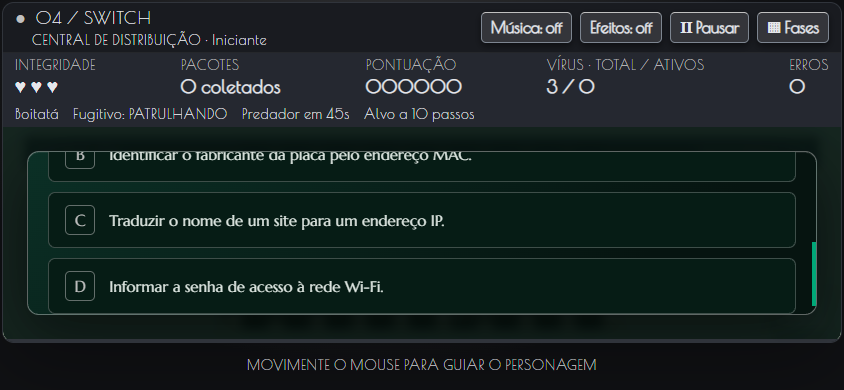 04 / SWITCH
CENTRAL DE DISTRIBUIÇÃO · Iniciante
Música: off
Efeitos: off
Pausar
Fases
INTEGRIDADE
PACOTES
PONTUAÇÃO
VÍRUS · TOTAL / ATIVOS
ERROS
♥ ♥ ♥
0 coletados
000000
3 / 0
0
Boitatá Fugitivo: PATRULHANDO Predador em 45s Alvo a 10 passos
B Identificar o fabricante da placa pelo endereço MAC.
C Traduzir o nome de um site para um endereço IP.
D Informar a senha de acesso à rede Wi-Fi.
MOVIMENTE O MOUSE PARA GUIAR O PERSONAGEM